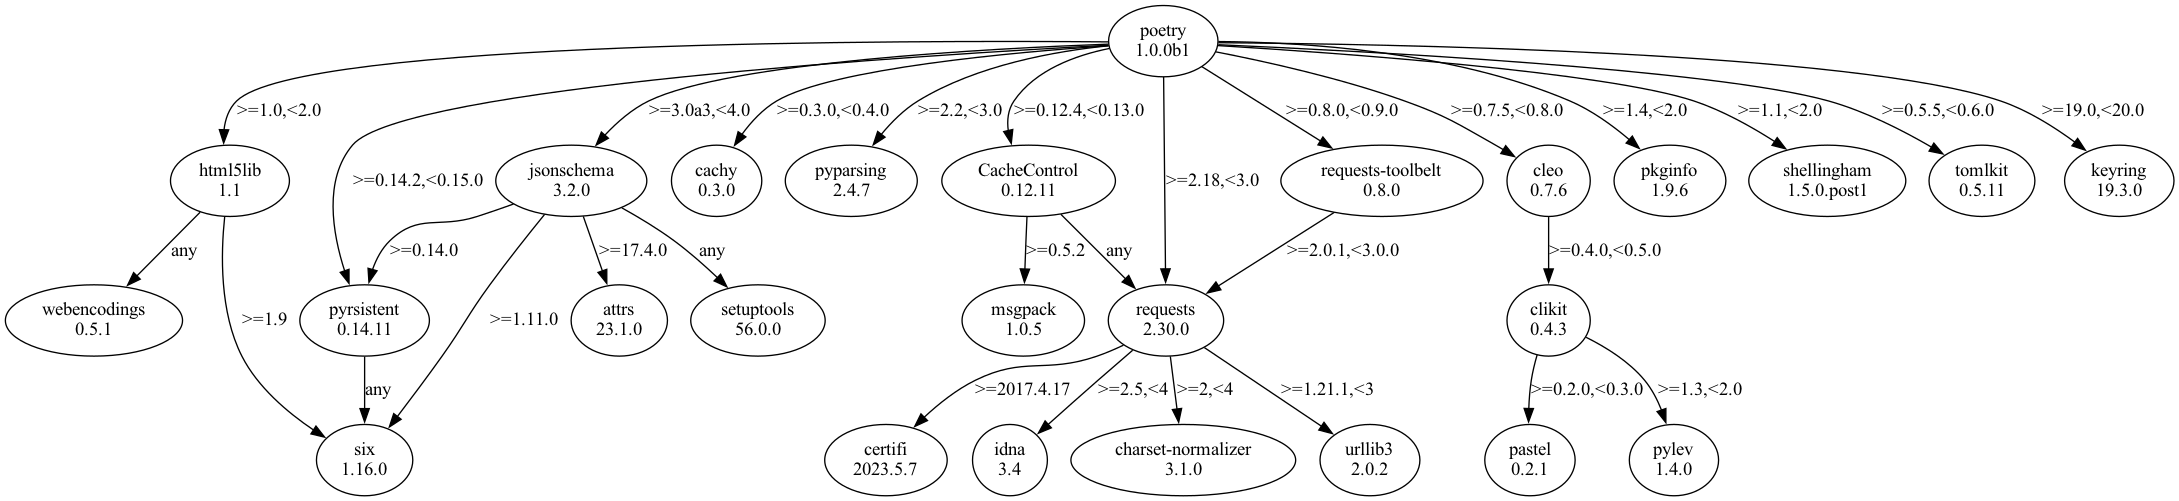 poetry
1.0.0b1
>=1.0,<2.0
>=3.0a3,<4.0
>=0.3.0,<0.4.0
>=2.2,<3.0
>=0.12.4,<0.13.0
>=0.8.0,<0.9.0
>=0.7.5,<0.8.0
>=1.4,<2.0
>=1.1,<2.0
>=0.5.5,<0.6.0
>=19.0,<20.0
html5lib
1.1
>=0.14.2,<0.15.0
jsonschema
3.2.0
cachy
0.3.0
pyparsing
2.4.7
CacheControl
0.12.11
>=2.18,<3.0
requests-toolbelt
0.8.0
cleo
0.7.6
pkginfo
1.9.6
shellingham
1.5.0.post1
tomlkit
0.5.11
keyring
19.3.0
any
>=0.14.0
>=17.4.0
any
>=0.5.2
any
>=2.0.1,<3.0.0
>=0.4.0,<0.5.0
webencodings
0.5.1
>=1.9
pyrsistent
0.14.11
>=1.11.0
attrs
23.1.0
setuptools
56.0.0
msgpack
1.0.5
requests
2.30.0
clikit
0.4.3
any
>=2017.4.17
>=2.5,<4
>=2,<4
>=1.21.1,<3
>=0.2.0,<0.3.0
>=1.3,<2.0
six
1.16.0
certifi
2023.5.7
idna
3.4
charset-normalizer
3.1.0
urllib3
2.0.2
pastel
0.2.1
pylev
1.4.0